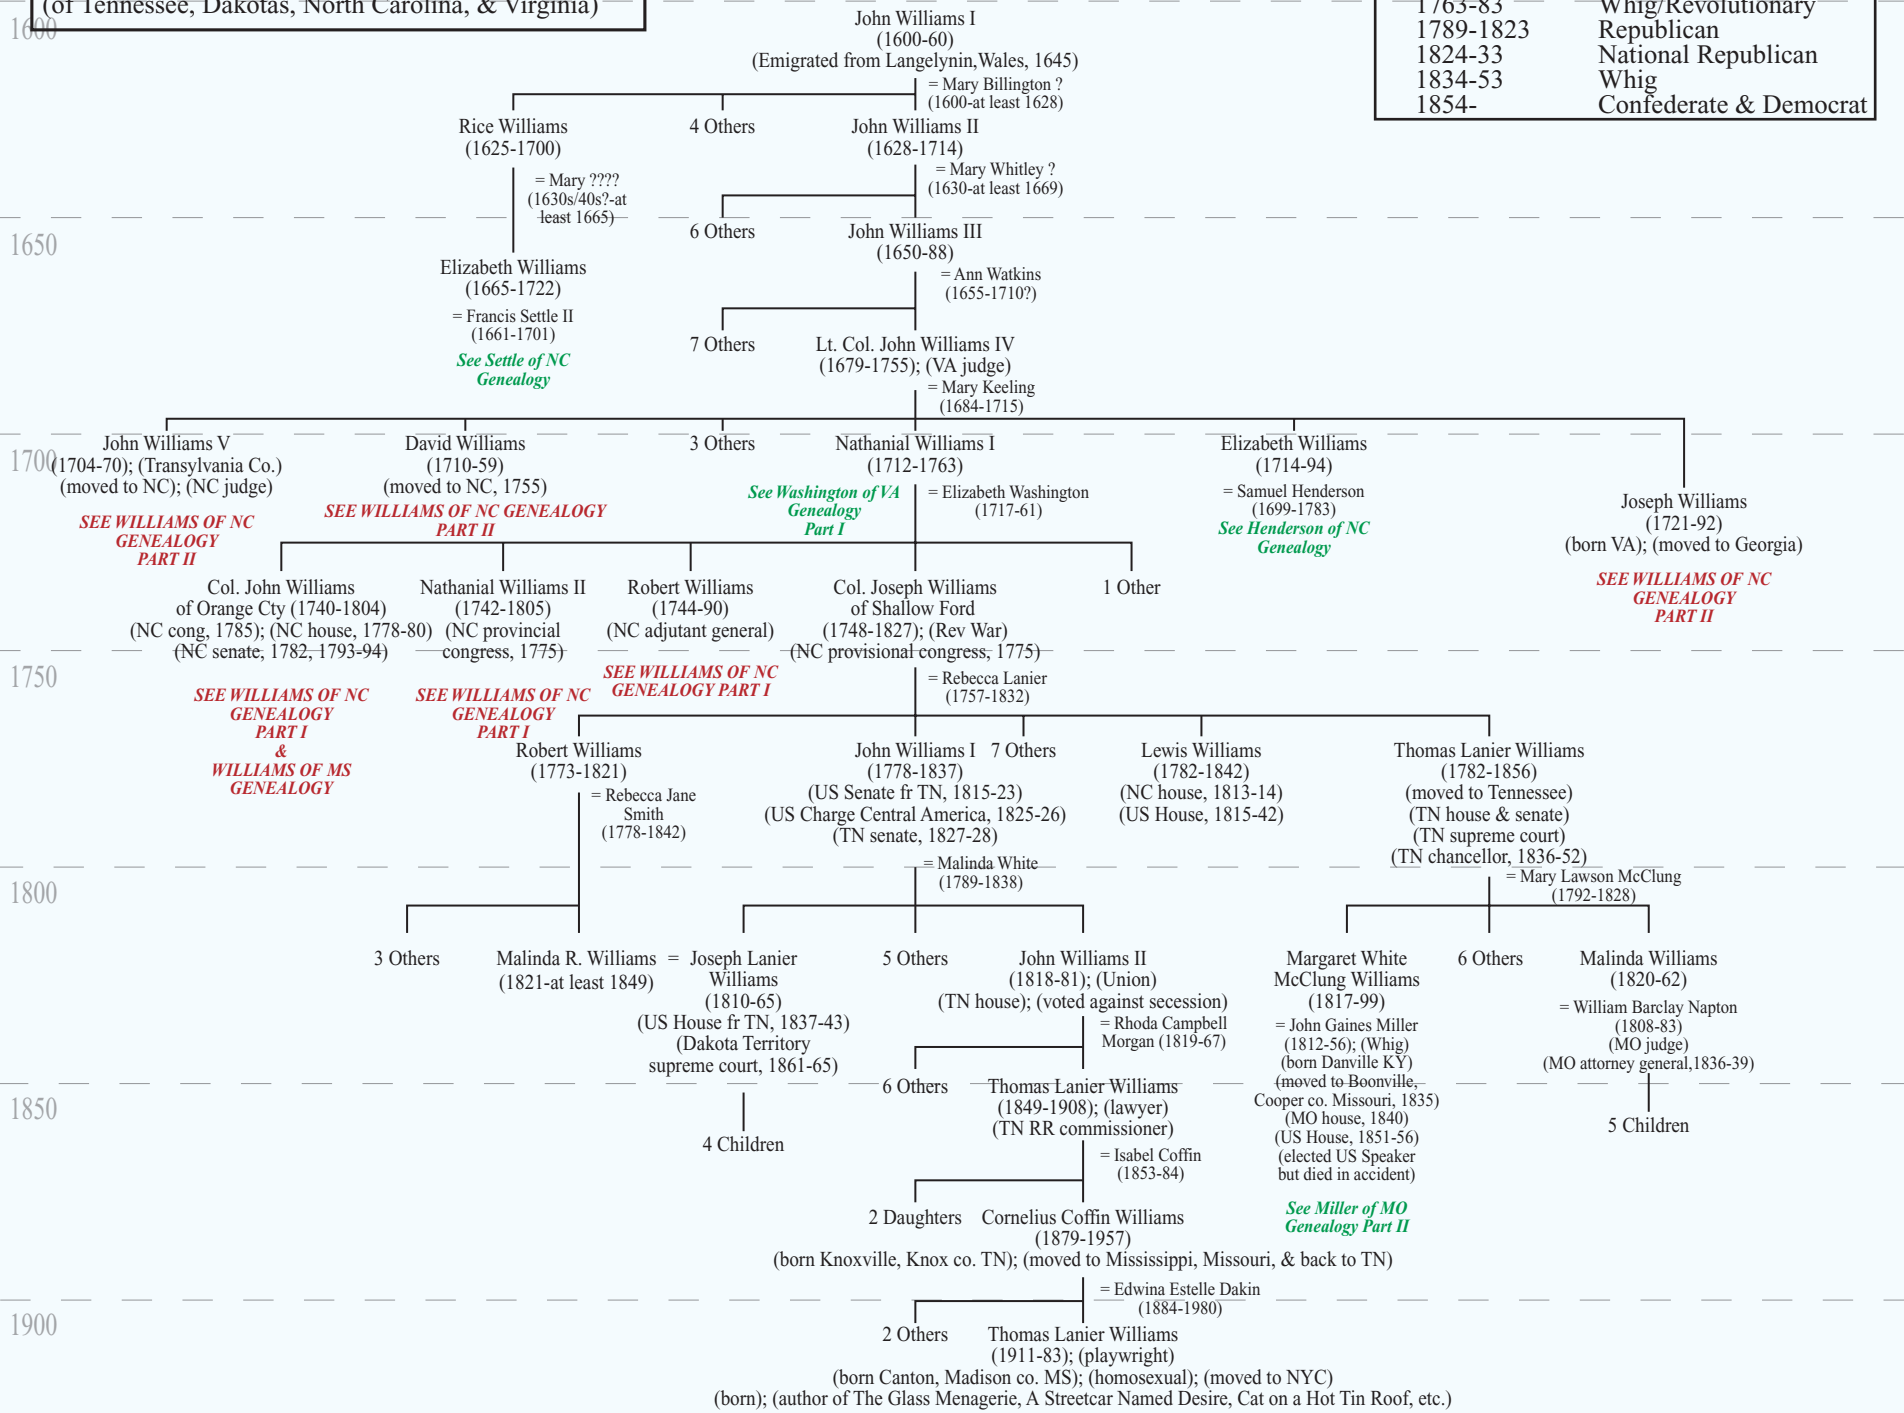 (of Tennessee, Dakotas, North Carolina, & Virginia)
1763-83 Whig/Revolutionary
1789-1823 Republican
1824-33 National Republican
1834-53 Whig
1854- Confederate & Democrat
1600
John Williams I
(1600-60)
(Emigrated from Langelynin,Wales, 1645)
= Mary Billington ?
(1600-at least 1628)
Rice Williams
(1625-1700)
4 Others
John Williams II
(1628-1714)
= Mary ????
(1630s/40s?-at
least 1665)
= Mary Whitley ?
(1630-at least 1669)
1650
6 Others
John Williams III
(1650-88)
Elizabeth Williams
(1665-1722)
= Francis Settle II
(1661-1701)
See Settle of NC
Genealogy
= Ann Watkins
(1655-1710?)
7 Others
Lt. Col. John Williams IV
(1679-1755); (VA judge)
= Mary Keeling
(1684-1715)
1700
John Williams V
(1704-70); (Transylvania Co.)
(moved to NC); (NC judge)
SEE WILLIAMS OF NC
GENEALOGY
PART II
David Williams
(1710-59)
(moved to NC, 1755)
SEE WILLIAMS OF NC GENEALOGY
PART II
3 Others
Nathanial Williams I
(1712-1763)
See Washington of VA
Genealogy
Part I
= Elizabeth Washington
(1717-61)
Elizabeth Williams
(1714-94)
= Samuel Henderson
(1699-1783)
See Henderson of NC
Genealogy
Joseph Williams
(1721-92)
(born VA); (moved to Georgia)
SEE WILLIAMS OF NC
GENEALOGY
PART II
Col. John Williams
of Orange Cty (1740-1804)
(NC cong, 1785); (NC house, 1778-80)
(NC senate, 1782, 1793-94)
SEE WILLIAMS OF NC
GENEALOGY
PART I
&
WILLIAMS OF MS
GENEALOGY
Nathanial Williams II
(1742-1805)
(NC provincial
congress, 1775)
SEE WILLIAMS OF NC
GENEALOGY
PART I
Robert Williams
(1744-90)
(NC adjutant general)
SEE WILLIAMS OF NC
GENEALOGY PART I
Col. Joseph Williams
of Shallow Ford
(1748-1827); (Rev War)
(NC provisional congress, 1775)
1 Other
1750
= Rebecca Lanier
(1757-1832)
Robert Williams
(1773-1821)
= Rebecca Jane
Smith
(1778-1842)
John Williams I
(1778-1837)
(US Senate fr TN, 1815-23)
(US Charge Central America, 1825-26)
(TN senate, 1827-28)
7 Others
Lewis Williams
(1782-1842)
(NC house, 1813-14)
(US House, 1815-42)
Thomas Lanier Williams
(1782-1856)
(moved to Tennessee)
(TN house & senate)
(TN supreme court)
(TN chancellor, 1836-52)
1800
= Malinda White
(1789-1838)
= Mary Lawson McClung
(1792-1828)
3 Others
Malinda R. Williams =
(1821-at least 1849)
Joseph Lanier
Williams
(1810-65)
(US House fr TN, 1837-43)
(Dakota Territory
supreme court, 1861-65)
5 Others
John Williams II
(1818-81); (Union)
(TN house); (voted against secession)
= Rhoda Campbell
Morgan (1819-67)
Margaret White
McClung Williams
(1817-99)
= John Gaines Miller
(1812-56); (Whig)
(born Danville KY)
(moved to Boonville,
Cooper co. Missouri, 1835)
(MO house, 1840)
(US House, 1851-56)
(elected US Speaker
but died in accident)
See Miller of MO
Genealogy Part II
6 Others
Malinda Williams
(1820-62)
= William Barclay Napton
(1808-83)
(MO judge)
(MO attorney general,1836-39)
5 Children
1850
4 Children
6 Others
Thomas Lanier Williams
(1849-1908); (lawyer)
(TN RR commissioner)
= Isabel Coffin
(1853-84)
2 Daughters
Cornelius Coffin Williams
(1879-1957)
(born Knoxville, Knox co. TN); (moved to Mississippi, Missouri, & back to TN)
= Edwina Estelle Dakin
(1884-1980)
1900
2 Others
Thomas Lanier Williams
(1911-83); (playwright)
(born Canton, Madison co. MS); (homosexual); (moved to NYC)
(born); (author of The Glass Menagerie, A Streetcar Named Desire, Cat on a Hot Tin Roof, etc.)